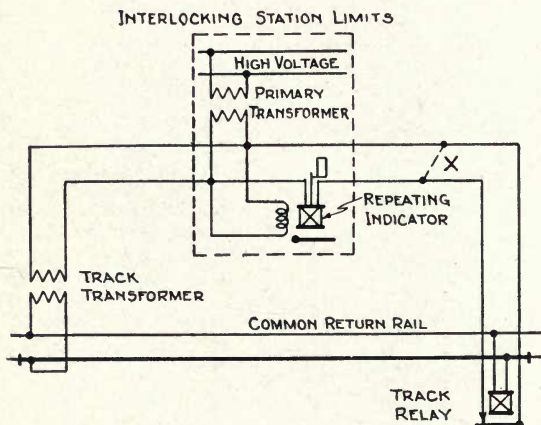 INTERLOCKING STATION LIMITS
HIGH VOLTAGE
PRIMARY
TRANSFORMER
X
REPEATING
INDICATOR
TRACK
TRANSFORMER
COMMON RETURN RAIL
TRACK
RELAY